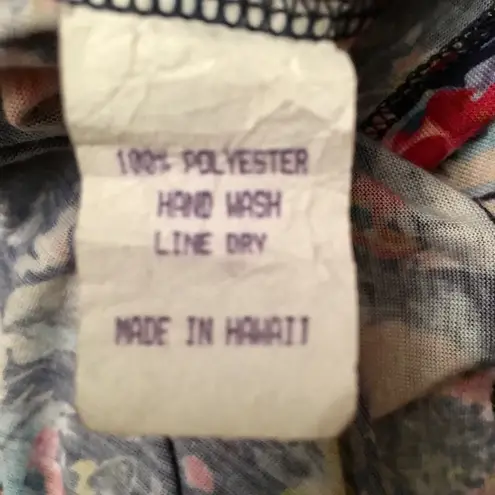 100% POLYESTER
HAND WASH
LINE DRY
MADE IN HAWAII